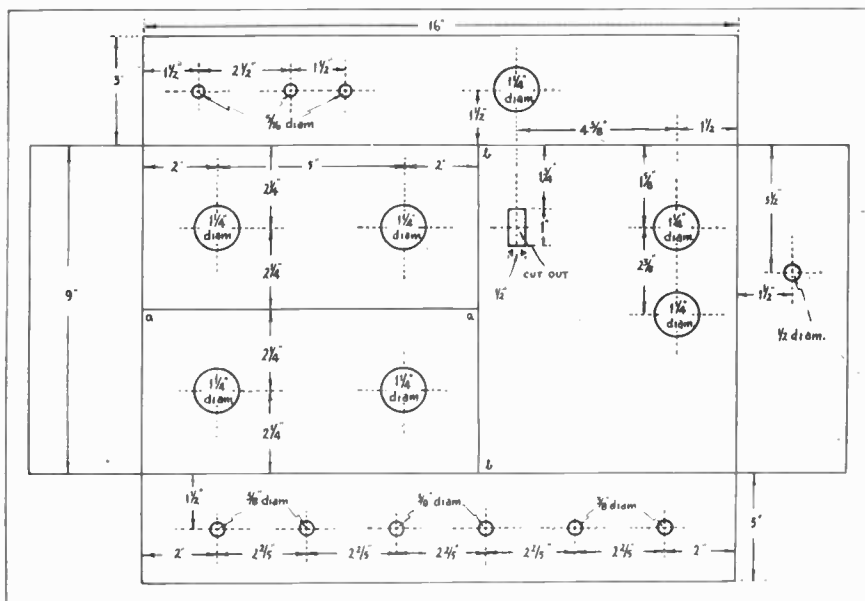 16"
3"
1½" 2½" 1½"
5/16 diam
1¼"
diam
1½"
4⅜" 1½
2" 5" 2"
b
2¼"
1¾"
1⅝"
5½"
1¼"
diam
1¼"
diam
1"
1¼"
diam
CUT OUT
2¼"
2⅜"
½"
9"
1½"
½ diam.
a a
1¼"
diam
2¼"
1¼"
diam
1¼"
diam
2¼"
b
1½"
⅜" diam
⅜" diam
⅜" diam
2" 2⅖" 2⅖" 2⅖" 2⅖" 2⅖" 2"